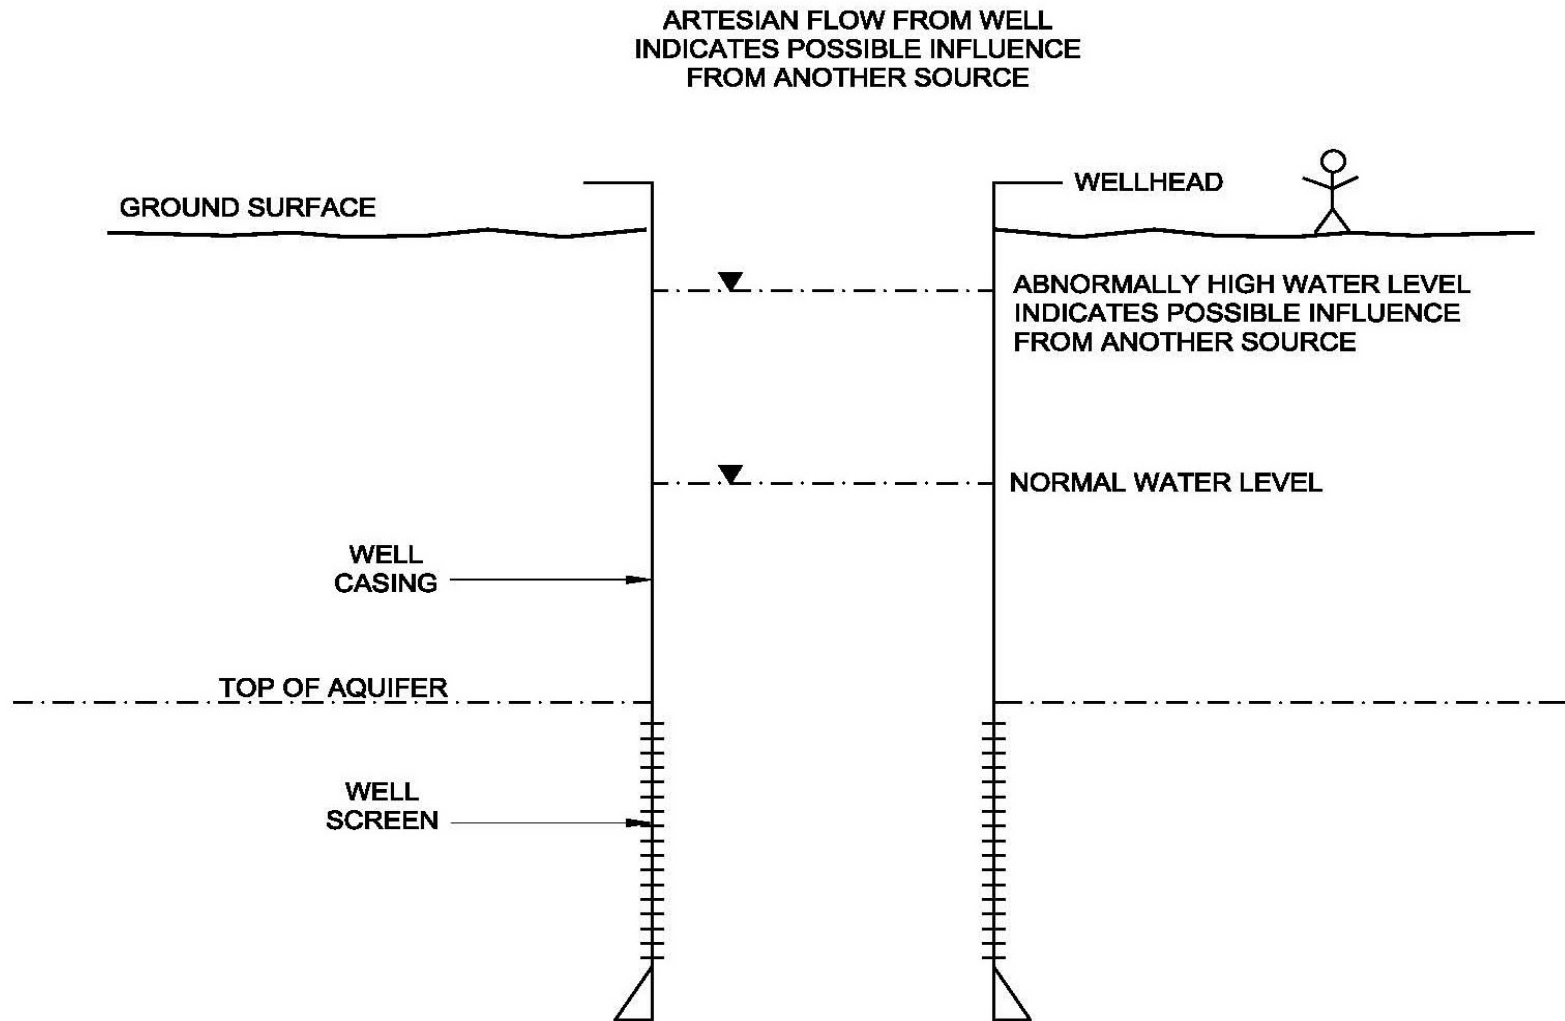 ARTESIAN FLOW FROM WELL
INDICATES POSSIBLE INFLUENCE
FROM ANOTHER SOURCE
WELLHEAD
GROUND SURFACE
ABNORMALLY HIGH WATER LEVEL
INDICATES POSSIBLE INFLUENCE
FROM ANOTHER SOURCE
NORMAL WATER LEVEL
WELL
CASING
TOP OF AQUIFER
WELL
SCREEN